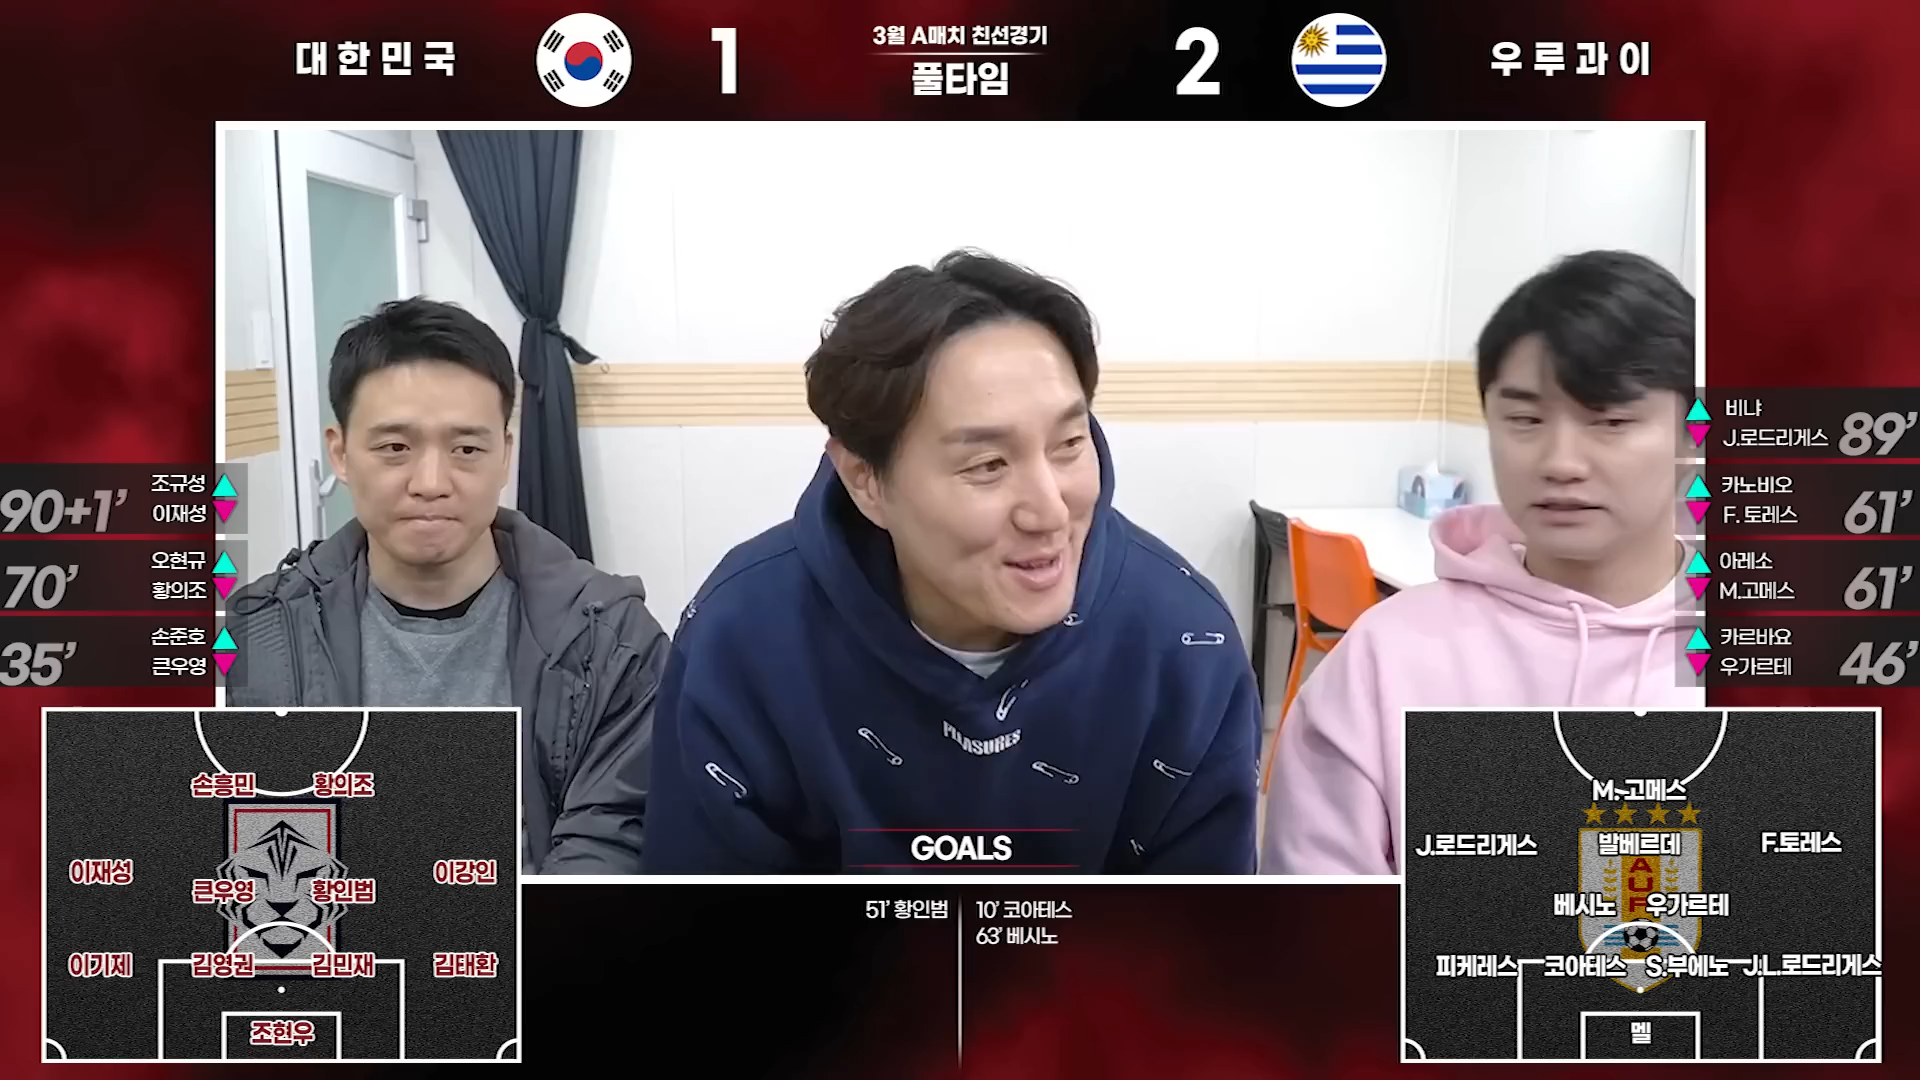 대한민국
1
3월 A매치 친선경기
풀타임
2
우루과이
조규성
이재성
90+1’
오현규
황의조
70’
손준호
큰우영
35’
비냐
J.로드리게스
89’
카노비오
F. 토레스
61’
아레소
M.고메스
61’
카르바요
우가르테
46’
PLEASURES
GOALS
51’ 황인범
10’ 코아테스
63’ 베시노
손흥민 황의조
이재성 큰우영 황인범 이강인
이기제 김영권 김민재 김태환
조현우
M.고메스
J.로드리게스 발베르데 F.토레스
베시노 우가르테
피케레스 코아테스 S.부에노 J.L.로드리게스
멜
AUF